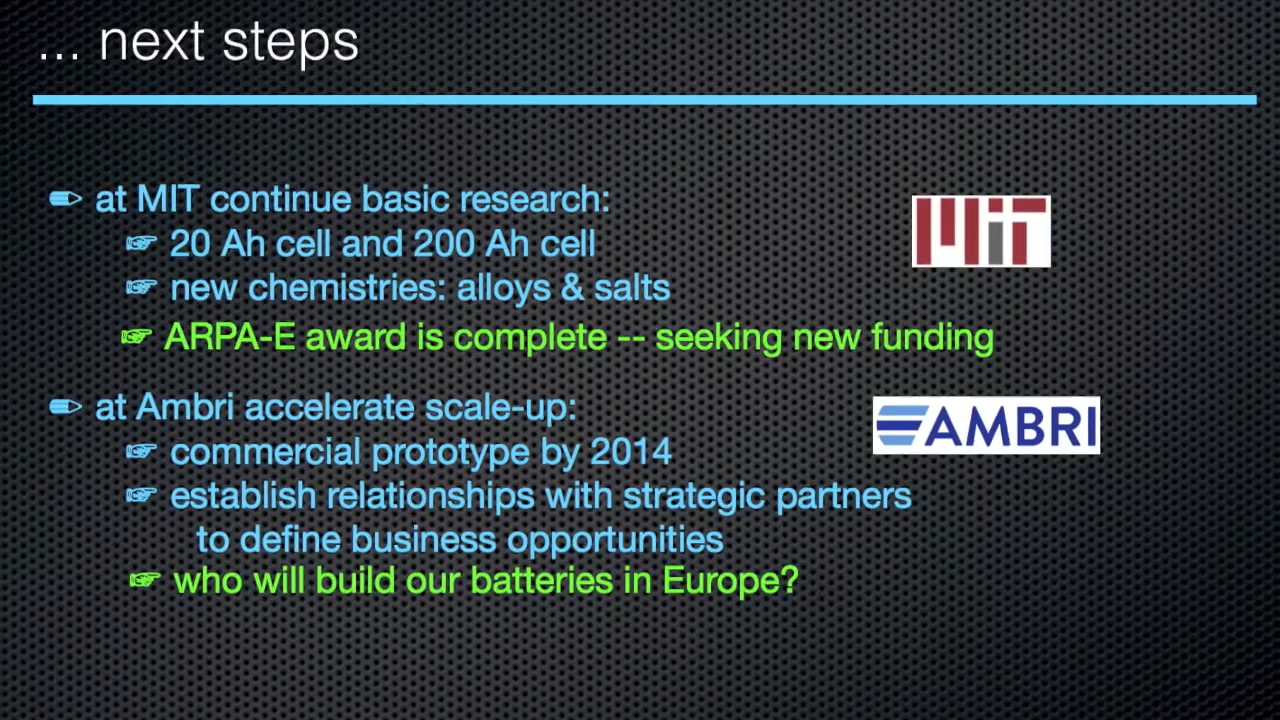 ... next steps
✏ at MIT continue basic research:
☞ 20 Ah cell and 200 Ah cell
☞ new chemistries: alloys & salts
☞ ARPA-E award is complete -- seeking new funding
✏ at Ambri accelerate scale-up:
☞ commercial prototype by 2014
☞ establish relationships with strategic partners
to define business opportunities
☞ who will build our batteries in Europe?
MIT
AMBRI